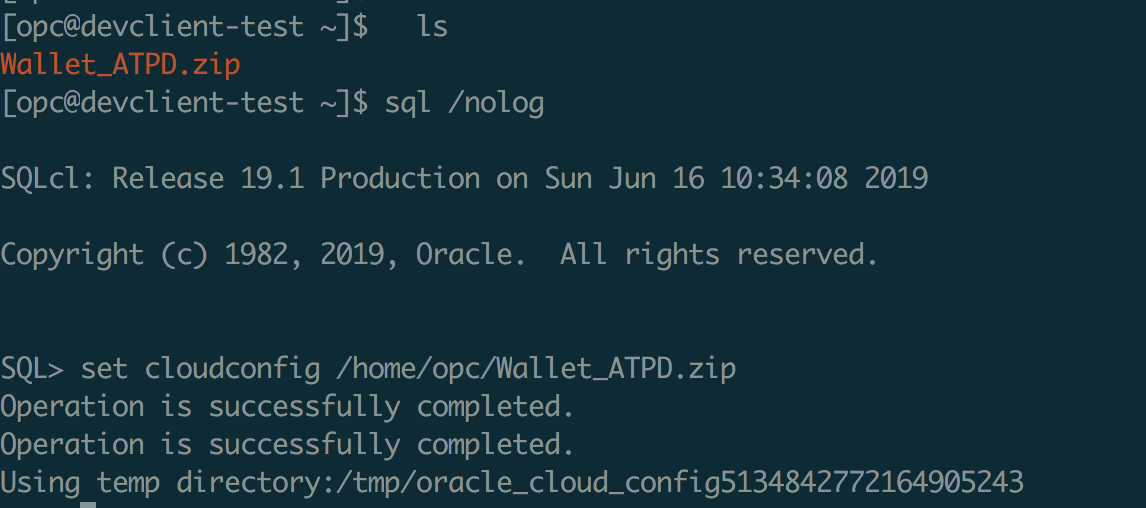 [opc@devclient-test ~]$   ls
Wallet_ATPD.zip
[opc@devclient-test ~]$ sql /nolog
SQLcl: Release 19.1 Production on Sun Jun 16 10:34:08 2019
Copyright (c) 1982, 2019, Oracle.  All rights reserved.
SQL> set cloudconfig /home/opc/Wallet_ATPD.zip
Operation is successfully completed.
Operation is successfully completed.
Using temp directory:/tmp/oracle_cloud_config5134842772164905243